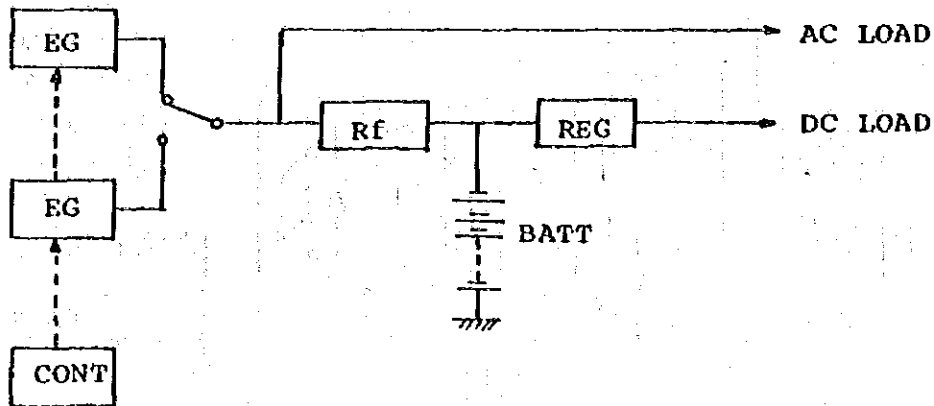 EG
AC LOAD
Rf
REG
DC LOAD
EG
BATT
CONT